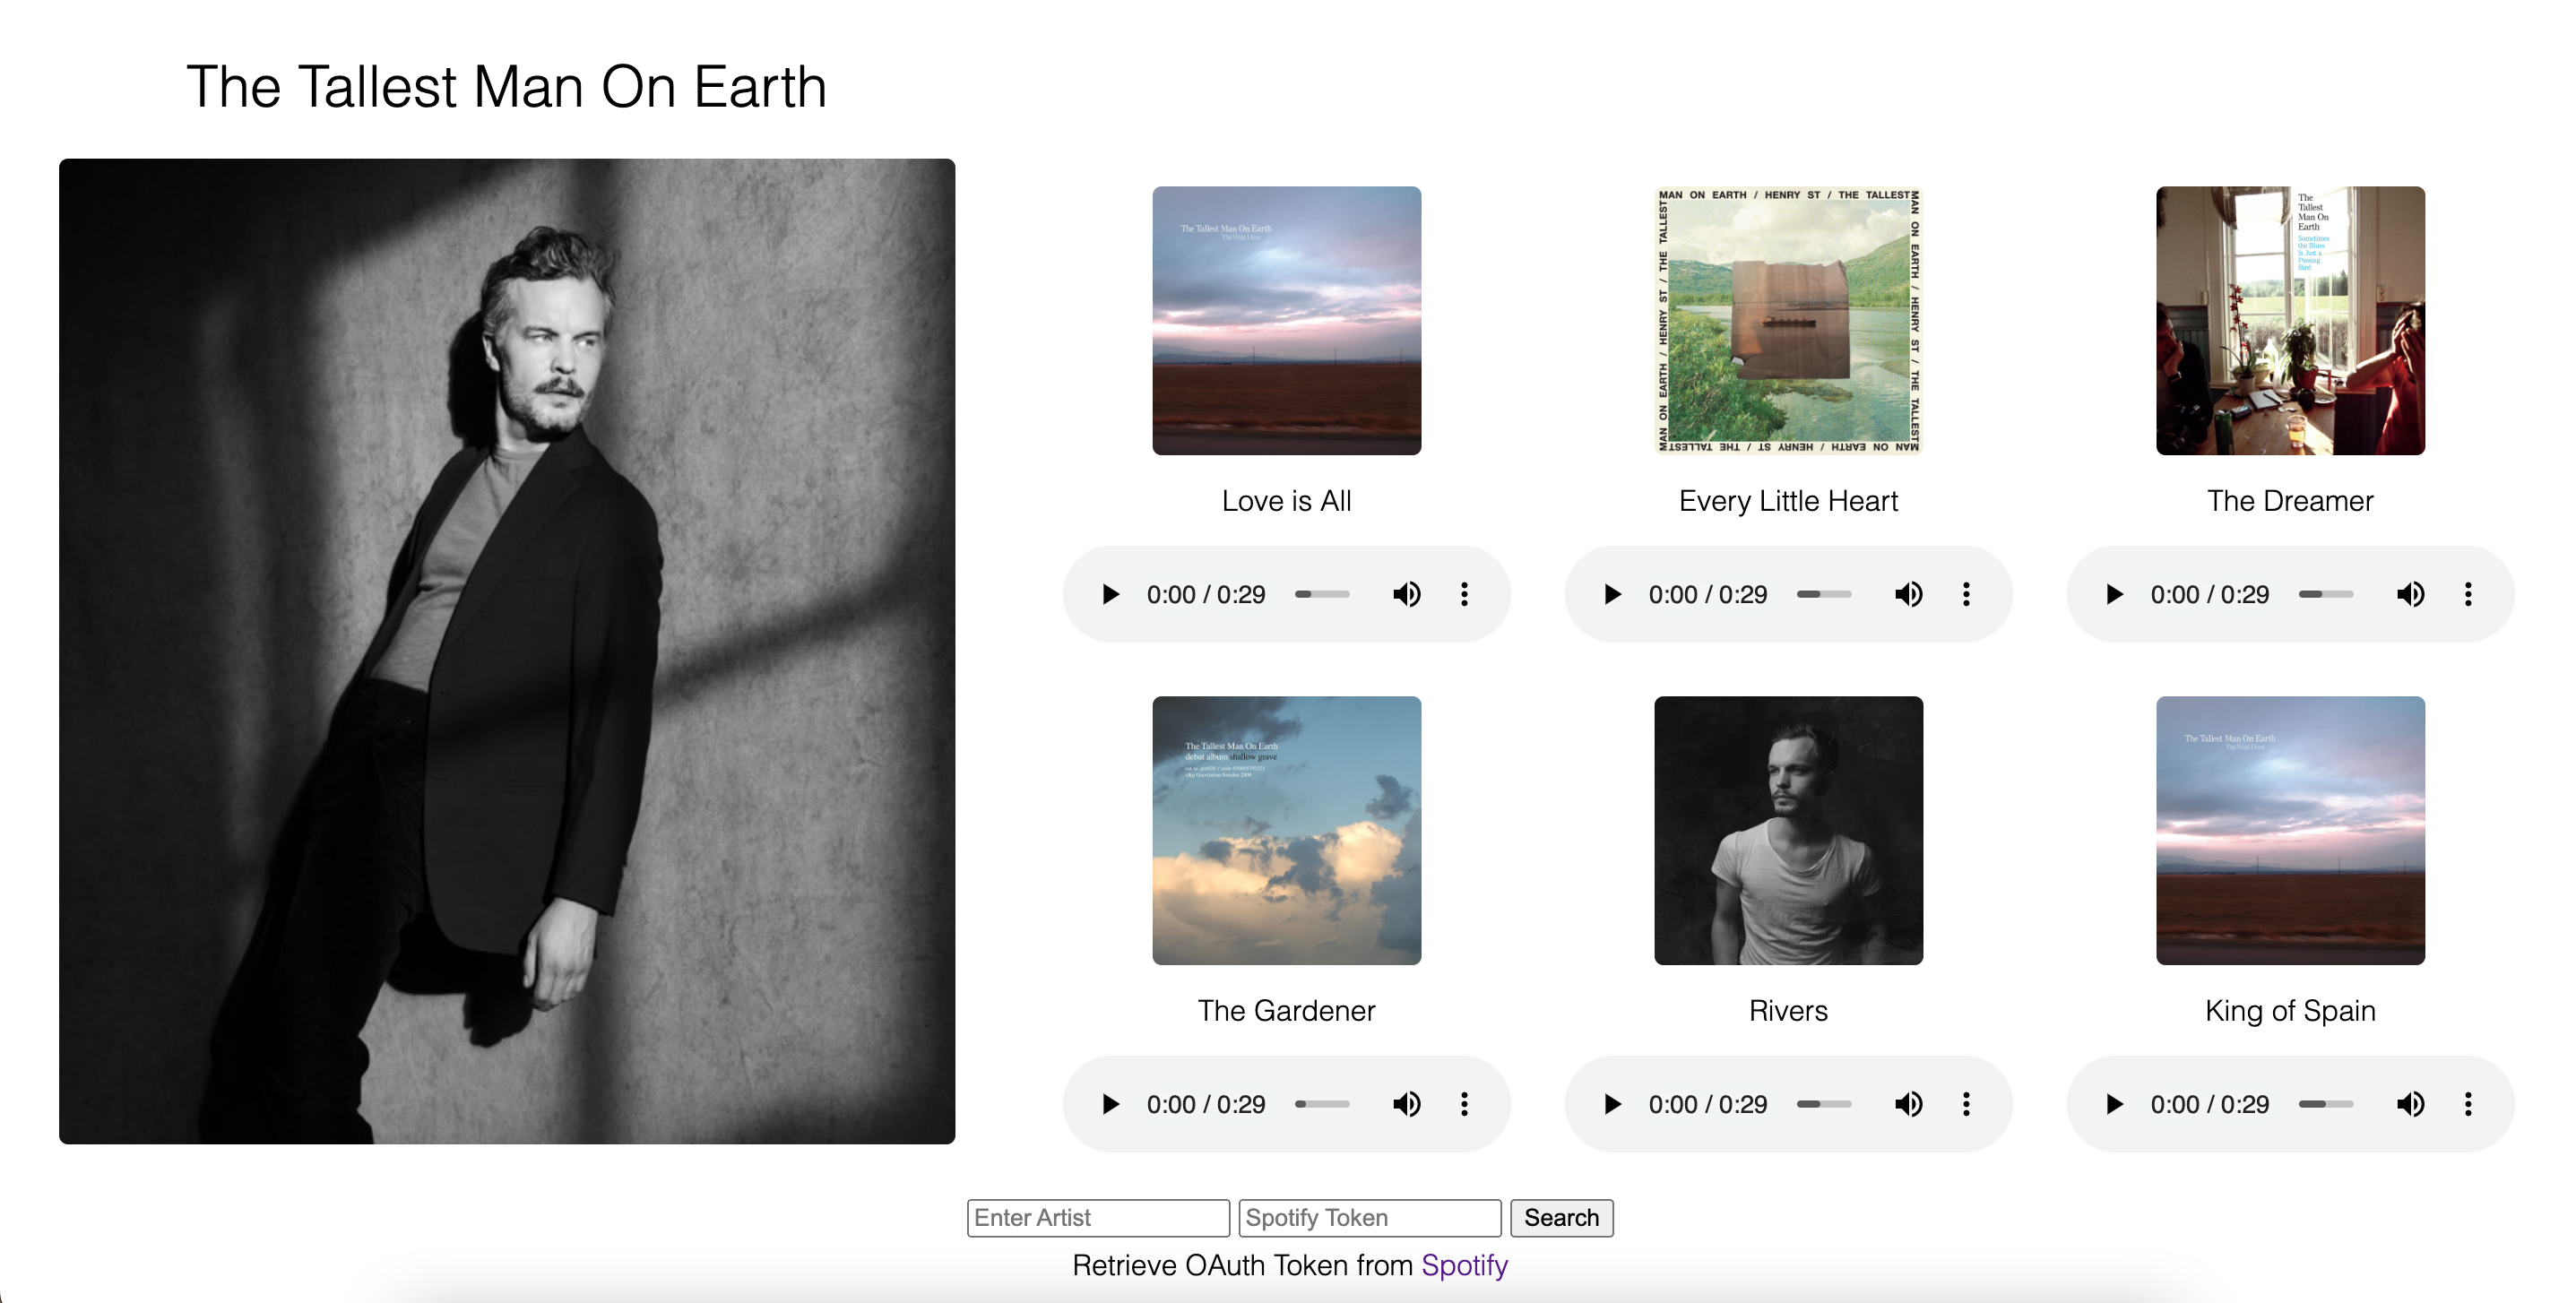 The Tallest Man On Earth
The Tallest Man On Earth
The Wild Hunt
MAN ON EARTH / HENRY ST / THE TALLEST
MAN ON EARTH / HENRY ST / THE TALLEST
MAN ON EARTH / HENRY ST / THE TALLEST
MAN ON EARTH / HENRY ST / THE TALLEST
The
Tallest
Man On
Earth
Sometimes
the Blues
Is Just a
Passing
Bird
Love is All
Every Little Heart
The Dreamer
0:00 / 0:29
0:00 / 0:29
0:00 / 0:29
The Tallest Man On Earth
debut album shallow grave
The Tallest Man On Earth
The Wild Hunt
The Gardener
Rivers
King of Spain
0:00 / 0:29
0:00 / 0:29
0:00 / 0:29
Enter Artist
Spotify Token
Search
Retrieve OAuth Token from Spotify